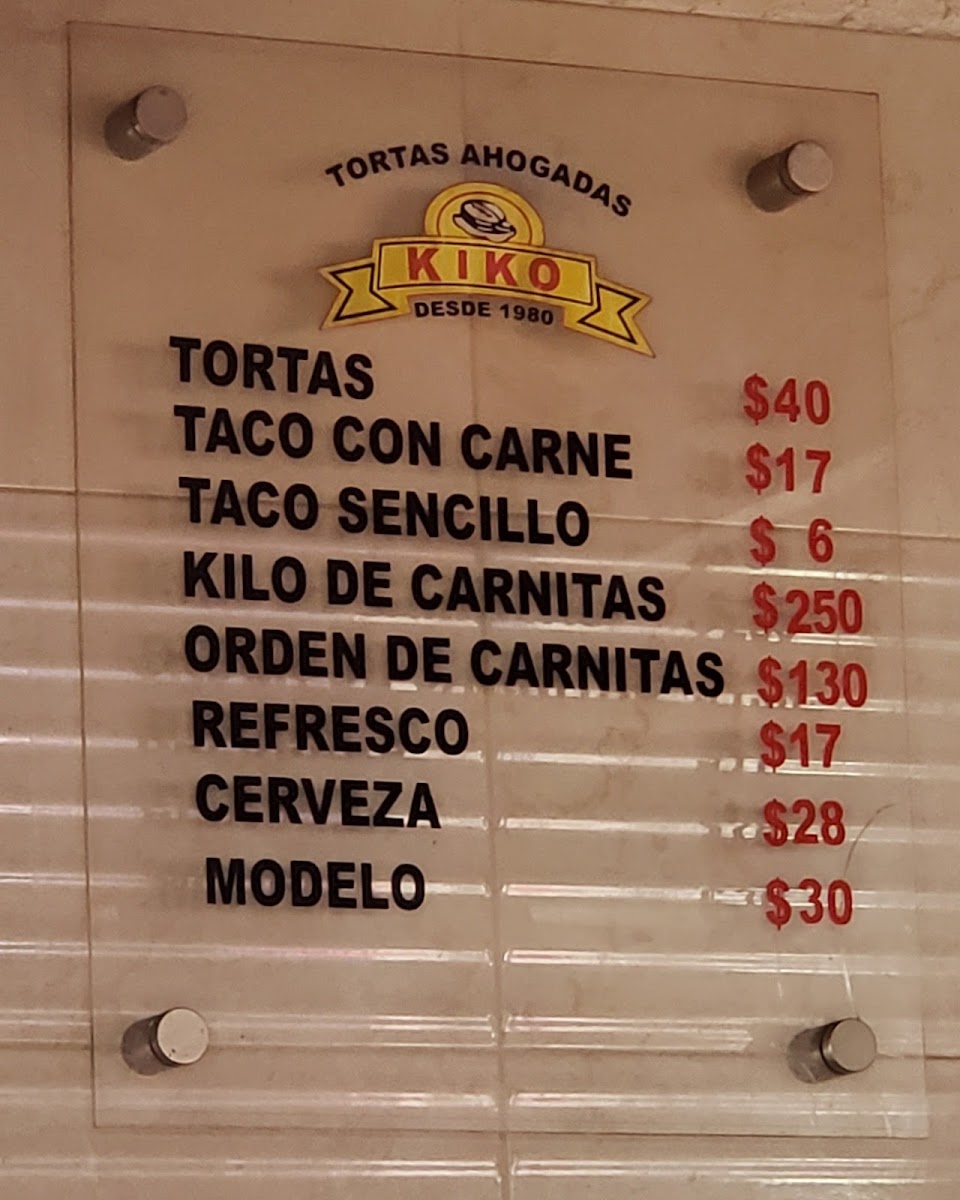 TORTAS AHOGADAS
KIKO
DESDE 1980
TORTAS $40
TACO CON CARNE $17
TACO SENCILLO $ 6
KILO DE CARNITAS $250
ORDEN DE CARNITAS $130
REFRESCO $17
CERVEZA $28
MODELO $30